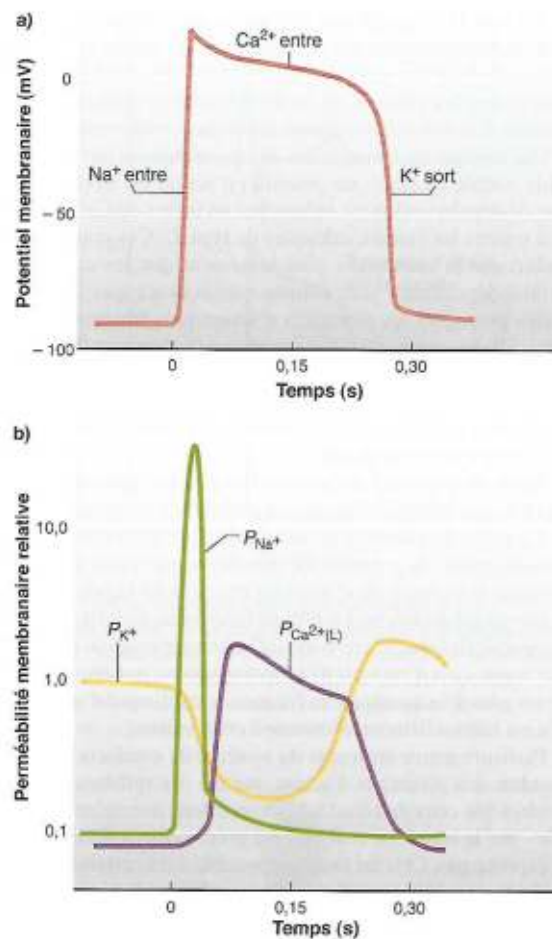 a)
Potentiel membranaire (mV)
Ca²⁺ entre
0
Na⁺ entre
K⁺ sort
– 50
– 100
0
0,15
0,30
Temps (s)
b)
Perméabilité membranaire relative
10,0
P_Na⁺
P_K⁺
P_Ca²⁺(L)
1,0
0,1
0
0,15
0,30
Temps (s)